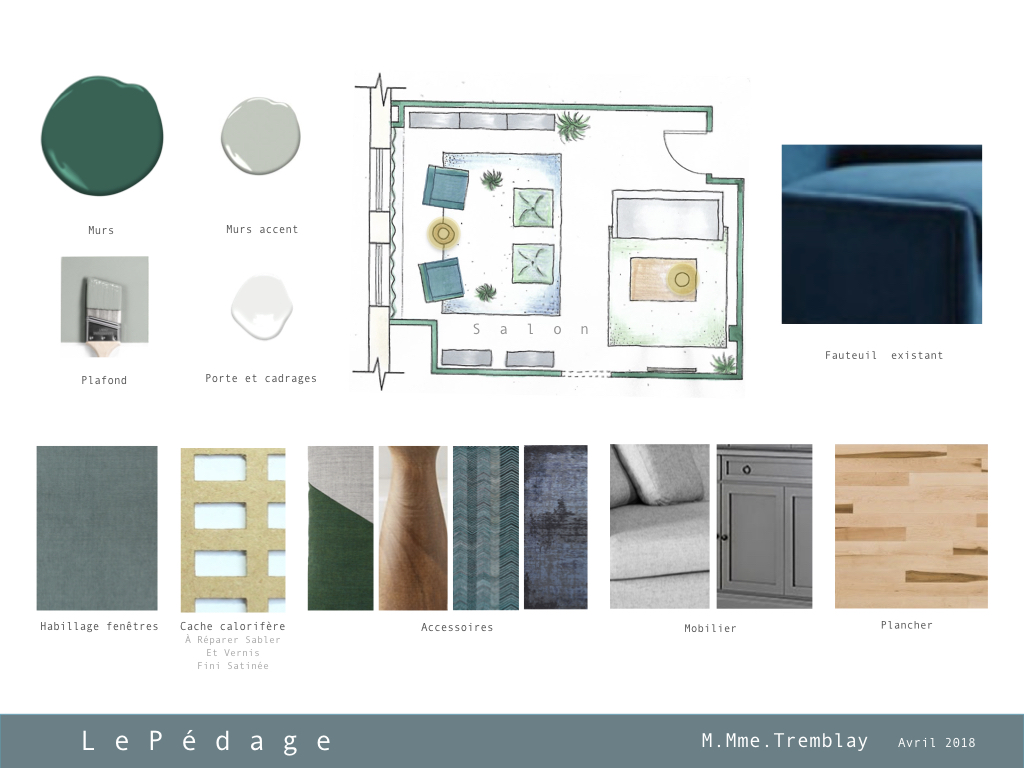 Murs
Murs accent
Plafond
Porte et cadrages
Salon
Fauteuil existant
Habillage fenêtres
Cache calorifère
À Réparer Sabler
Et Vernis
Fini Satinée
Accessoires
Mobilier
Plancher
LePédage
M.Mme.Tremblay
Avril 2018